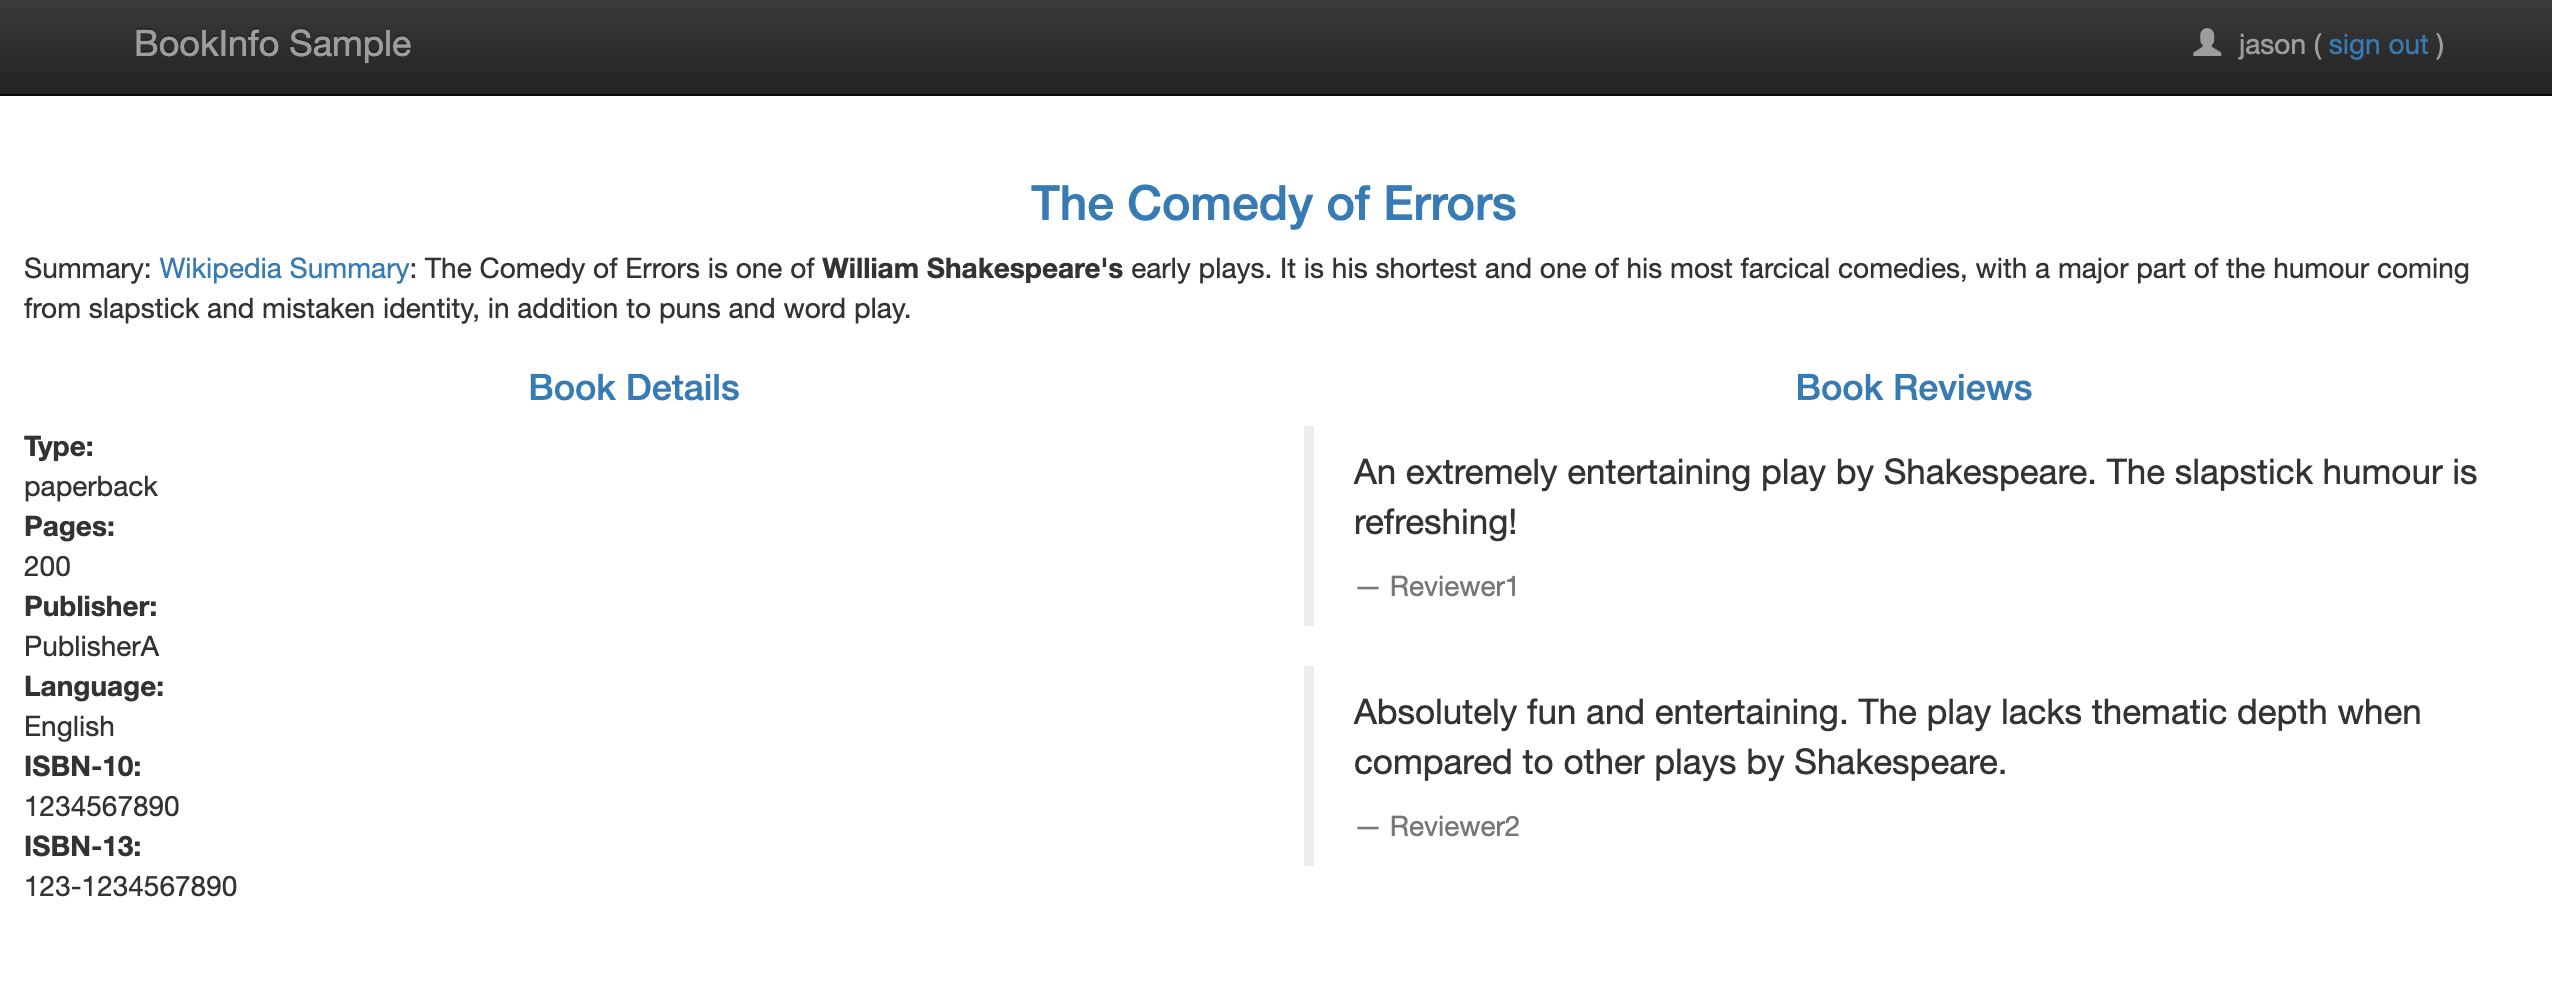 BookInfo Sample
jason ( sign out )
The Comedy of Errors
Summary: Wikipedia Summary: The Comedy of Errors is one of William Shakespeare's early plays. It is his shortest and one of his most farcical comedies, with a major part of the humour coming
from slapstick and mistaken identity, in addition to puns and word play.
Book Details
Type:
paperback
Pages:
200
Publisher:
PublisherA
Language:
English
ISBN-10:
1234567890
ISBN-13:
123-1234567890
Book Reviews
An extremely entertaining play by Shakespeare. The slapstick humour is
refreshing!
— Reviewer1
Absolutely fun and entertaining. The play lacks thematic depth when
compared to other plays by Shakespeare.
— Reviewer2